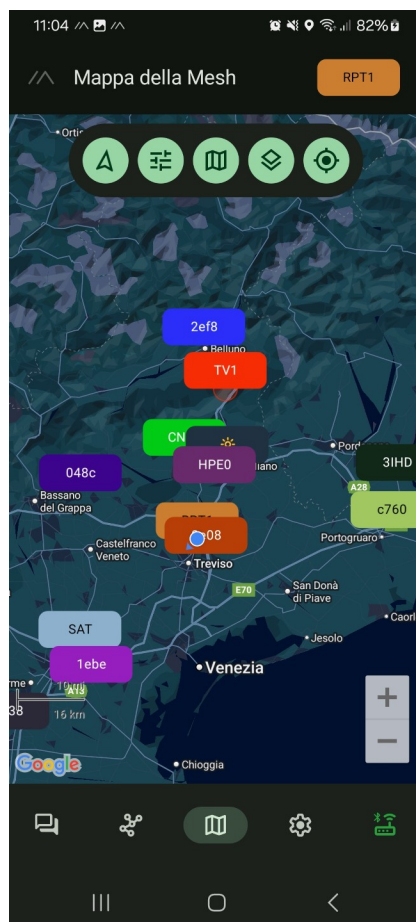 11:04
82%
Mappa della Mesh
RPT1
2ef8
Belluno
TV1
CN
HPE0
048c
3IHD
A28
c760
Bassano
del Grappa
Castelfranco
Veneto
Portogruaro
Treviso
E70
San Donà
di Piave
SAT
Jesolo
1ebe
Venezia
A13
16 km
38
Google
Chioggia
+
−